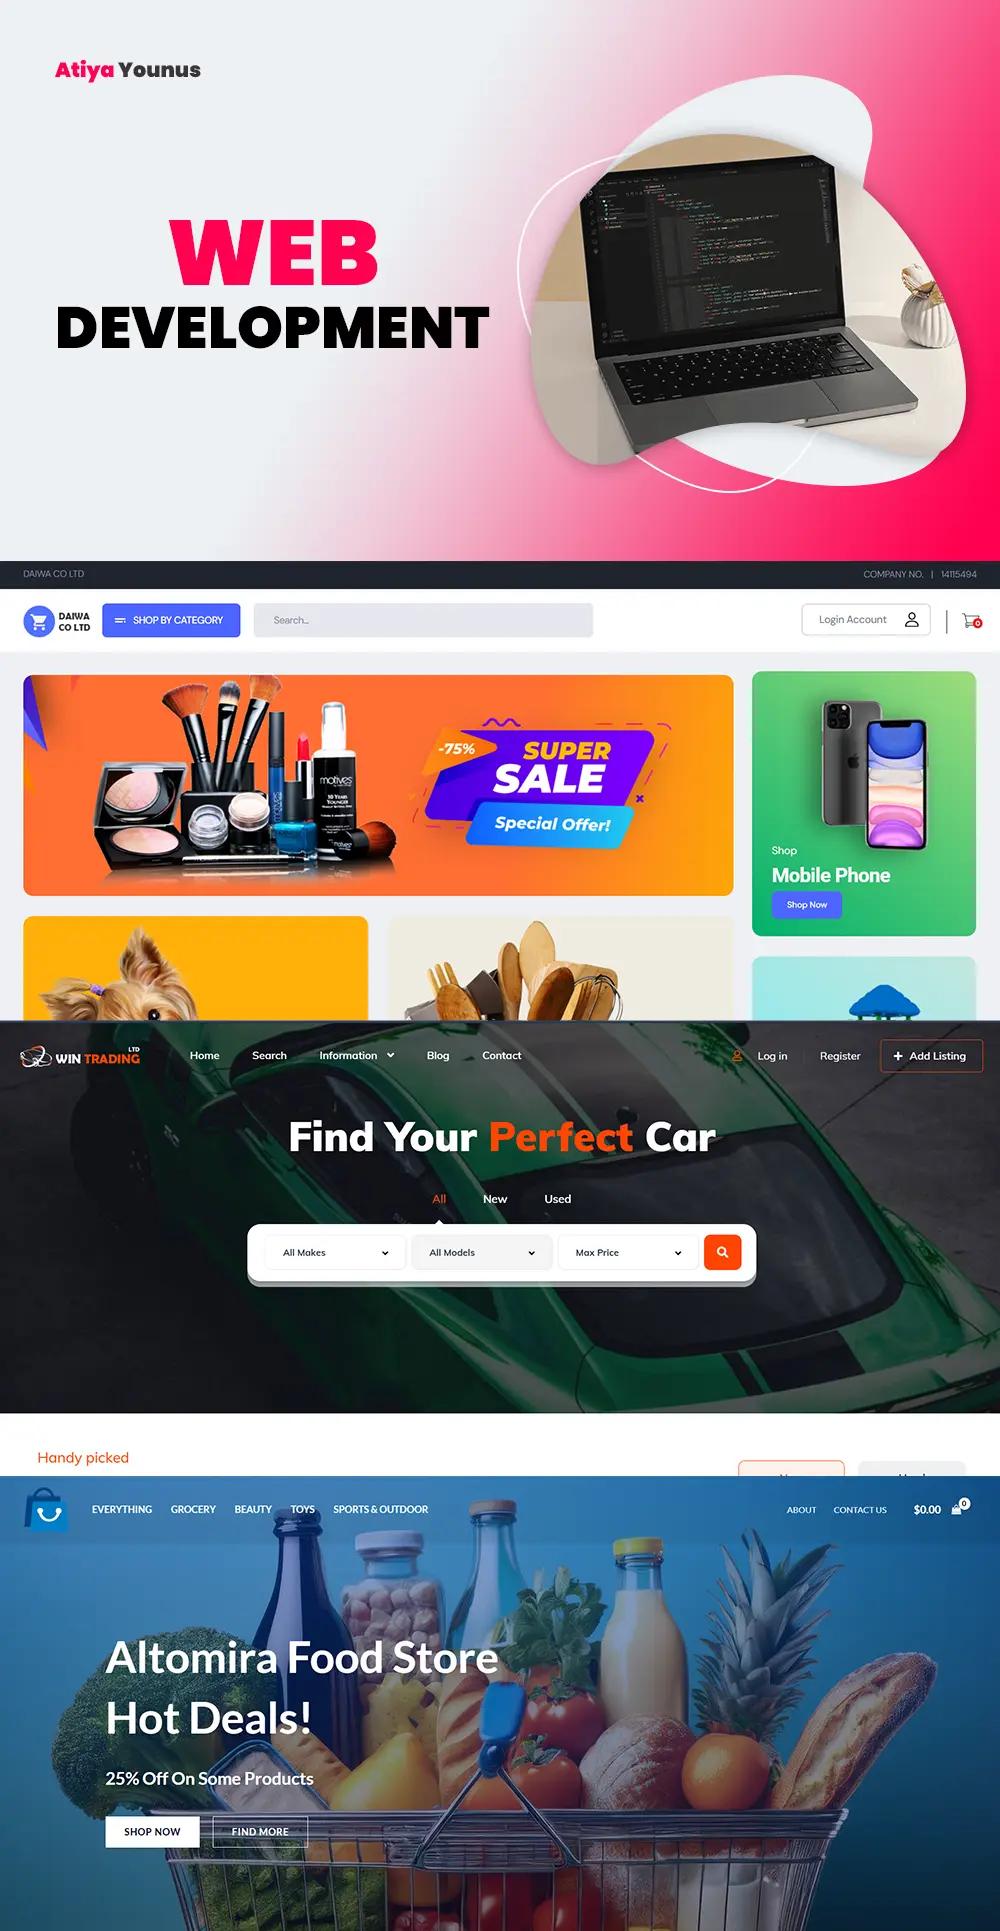 Atiya Younus
WEB
DEVELOPMENT
DAIWA CO LTD
COMPANY NO. | 14115494
DAIWA
CO LTD
SHOP BY CATEGORY
Search...
Login Account
0
-75%
SUPER
SALE
Special Offer!
motives
10 YEARS
YOUNGER
Shop
Mobile Phone
Shop Now
WIN TRADING LTD
Home
Search
Information
Blog
Contact
Log in
Register
+ Add Listing
Find Your Perfect Car
All
New
Used
All Makes
All Models
Max Price
Handy picked
EVERYTHING
GROCERY
BEAUTY
TOYS
SPORTS & OUTDOOR
ABOUT
CONTACT US
$0.00
0
Altomira Food Store
Hot Deals!
25% Off On Some Products
SHOP NOW
FIND MORE